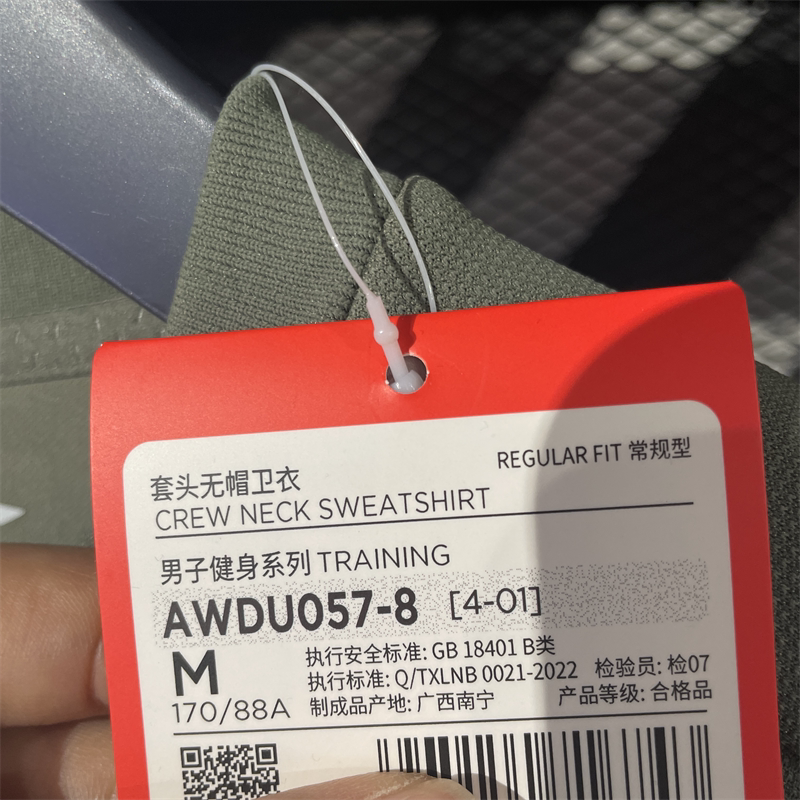 REGULAR FIT 常规型
套头无帽卫衣
CREW NECK SWEATSHIRT
男子健身系列 TRAINING
AWDU057-8 [4-01]
M
170/88A
执行安全标准: GB 18401 B类
执行标准: Q/TXLNB 0021-2022 检验员: 检07
制成品产地: 广西南宁 产品等级: 合格品